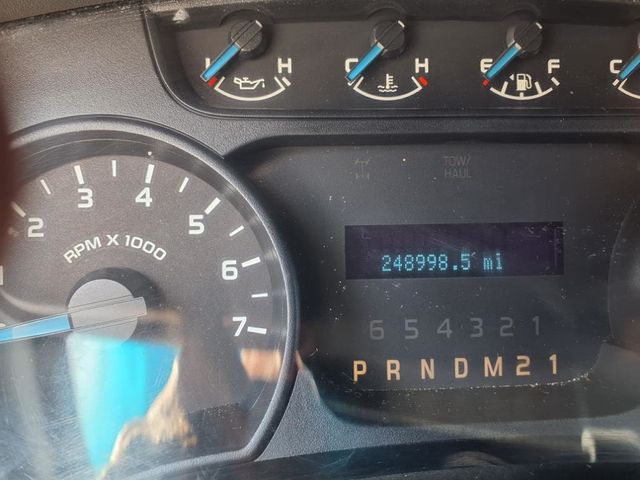 L H C H E F C
TOW/
HAUL
1 2 3 4 5 6 7
RPM X 1000
248998.5 mi
6 5 4 3 2 1
P R N D M 2 1